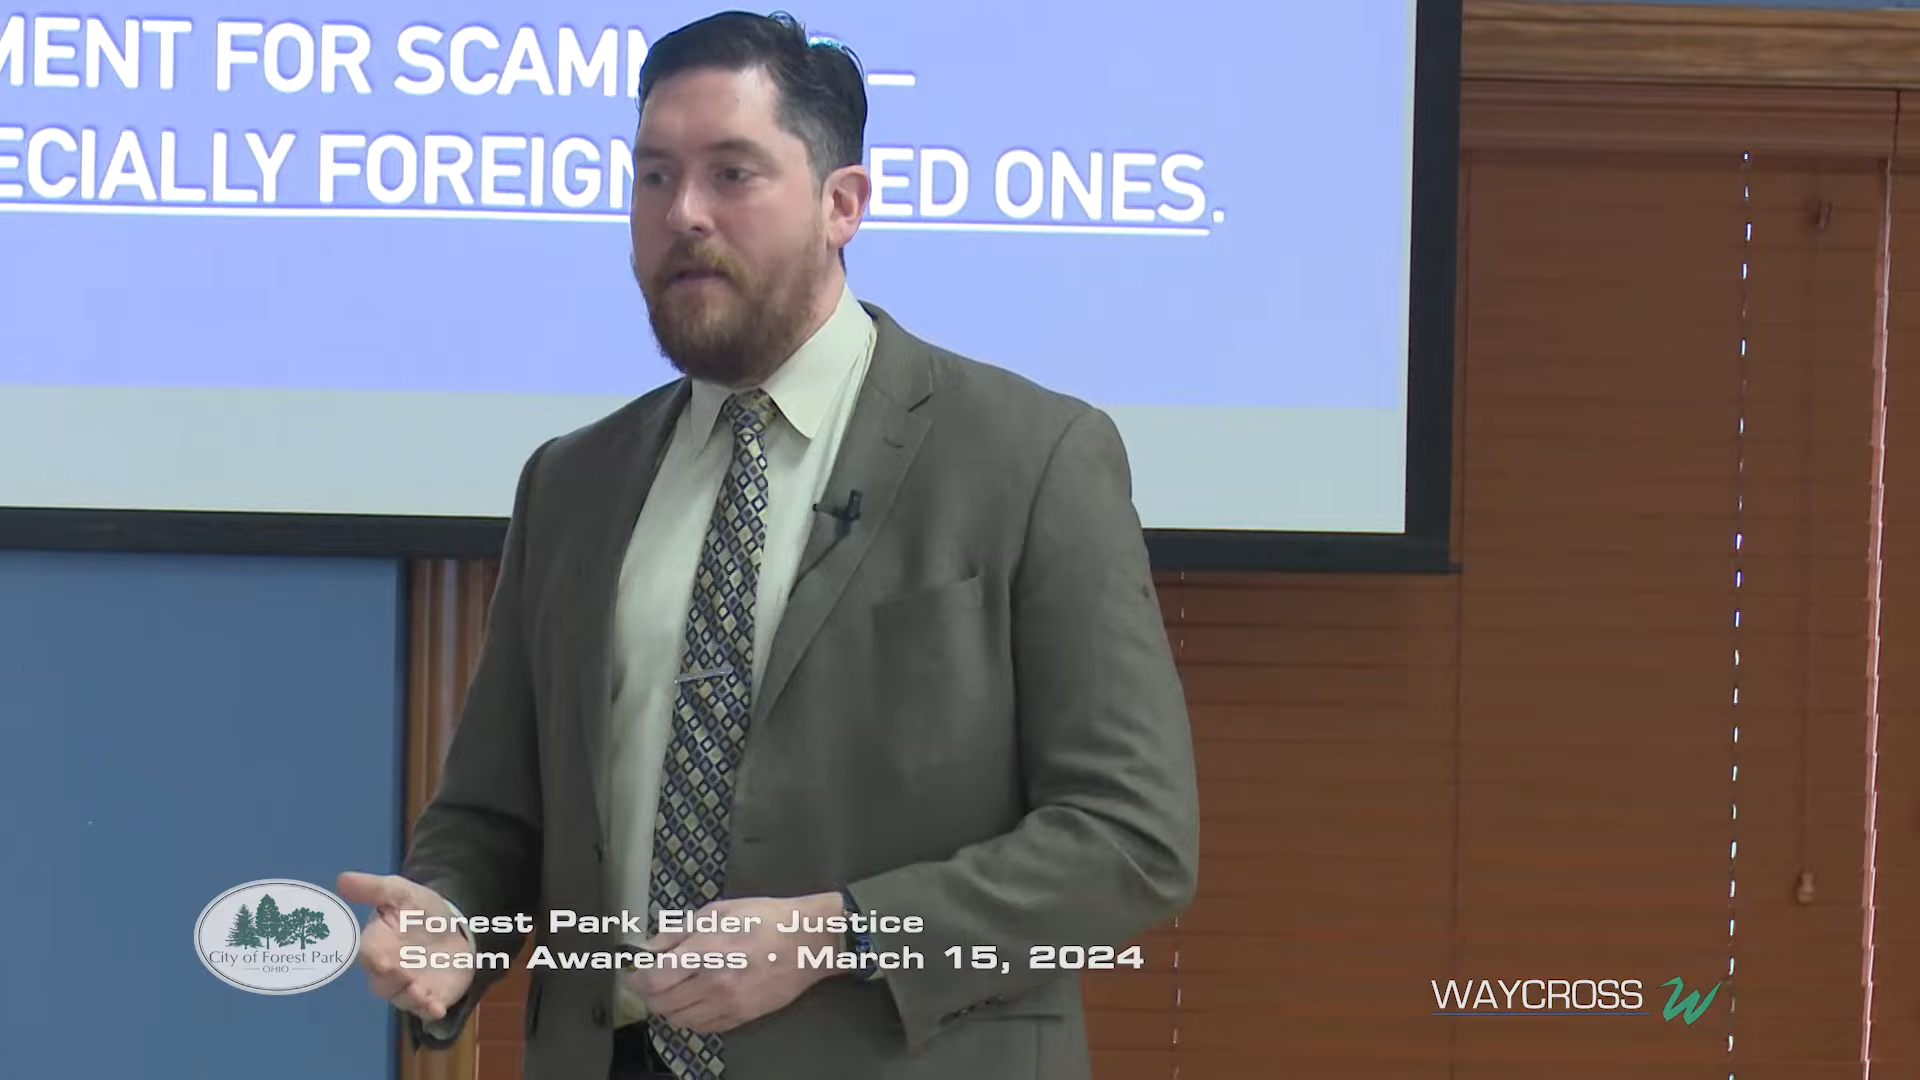 MENT FOR SCAMM –
ECIALLY FOREIGN ED ONES.
City of Forest Park
OHIO
Forest Park Elder Justice
Scam Awareness • March 15, 2024
WAYCROSS W